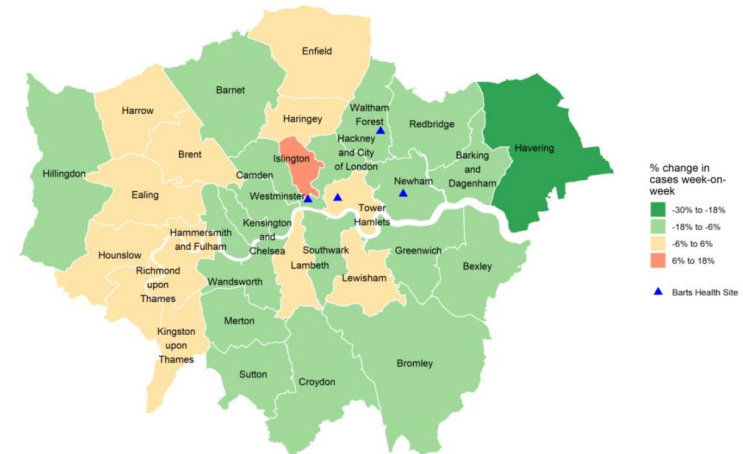 Enfield
Barnet
Harrow
Haringey
Waltham
Forest
Redbridge
Havering
Brent
Islington
Hackney
and City
of London
Barking
and
Dagenham
Hillingdon
Camden
Newham
Ealing
Westminster
Tower
Hamlets
Kensington
and
Chelsea
Hammersmith
and Fulham
Hounslow
Southwark
Greenwich
Bexley
Richmond
upon
Thames
Lambeth
Wandsworth
Lewisham
Merton
Kingston
upon
Thames
Sutton
Croydon
Bromley
% change in
cases week-on-
week
-30% to -18%
-18% to -6%
-6% to 6%
6% to 18%
Barts Health Site